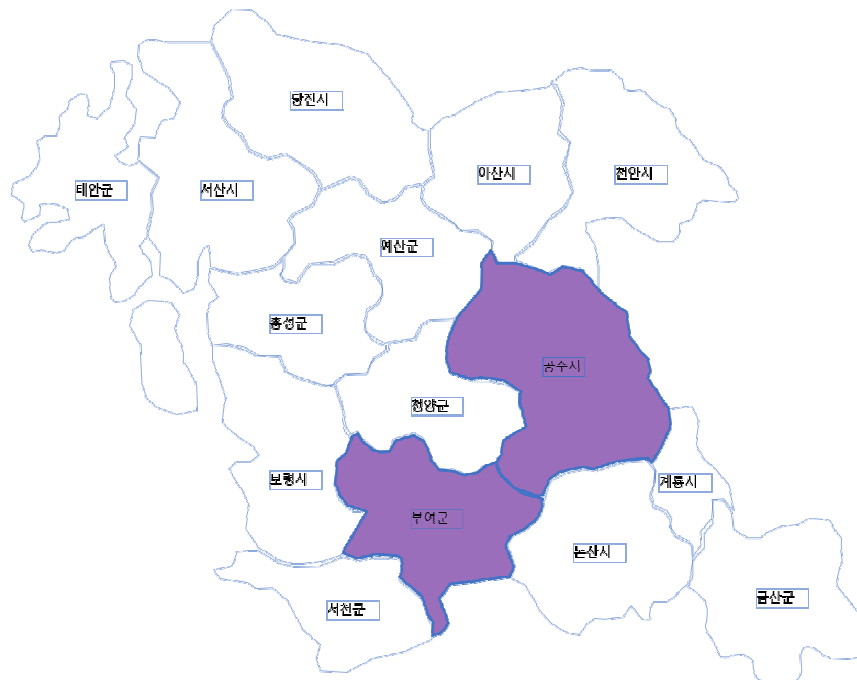 당진시
아산시
천안시
태안군
서산시
예산군
홍성군
공주시
청양군
보령시
계룡시
부여군
논산시
서천군
금산군